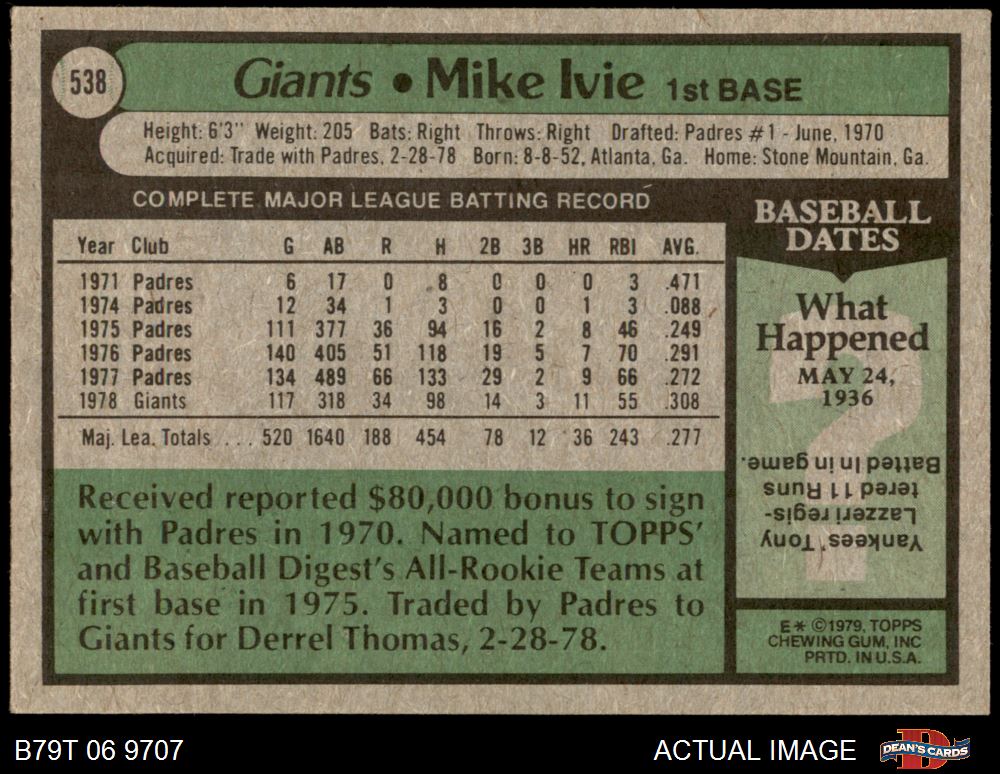 538
Giants • Mike Ivie 1st BASE
Height: 6'3" Weight: 205 Bats: Right Throws: Right Drafted: Padres #1 - June, 1970
Acquired: Trade with Padres, 2-28-78 Born: 8-8-52, Atlanta, Ga. Home: Stone Mountain, Ga.
COMPLETE MAJOR LEAGUE BATTING RECORD
Year Club G AB R H 2B 3B HR RBI AVG.
1971 Padres 6 17 0 8 0 0 0 3 .471
1974 Padres 12 34 1 3 0 0 1 3 .088
1975 Padres 111 377 36 94 16 2 8 46 .249
1976 Padres 140 405 51 118 19 5 7 70 .291
1977 Padres 134 489 66 133 29 2 9 66 .272
1978 Giants 117 318 34 98 14 3 11 55 .308
Maj. Lea. Totals ... 520 1640 188 454 78 12 36 243 .277
Received reported $80,000 bonus to sign
with Padres in 1970. Named to TOPPS'
and Baseball Digest's All-Rookie Teams at
first base in 1975. Traded by Padres to
Giants for Derrel Thomas, 2-28-78.
BASEBALL
DATES
What
Happened
MAY 24,
1936
Yankees' Tony
Lazzeri regis-
tered 11 Runs
Batted In in game.
E* ©1979, TOPPS
CHEWING GUM, INC
PRTD. IN U.S.A.
B79T 06 9707
ACTUAL IMAGE
DEAN'S CARDS